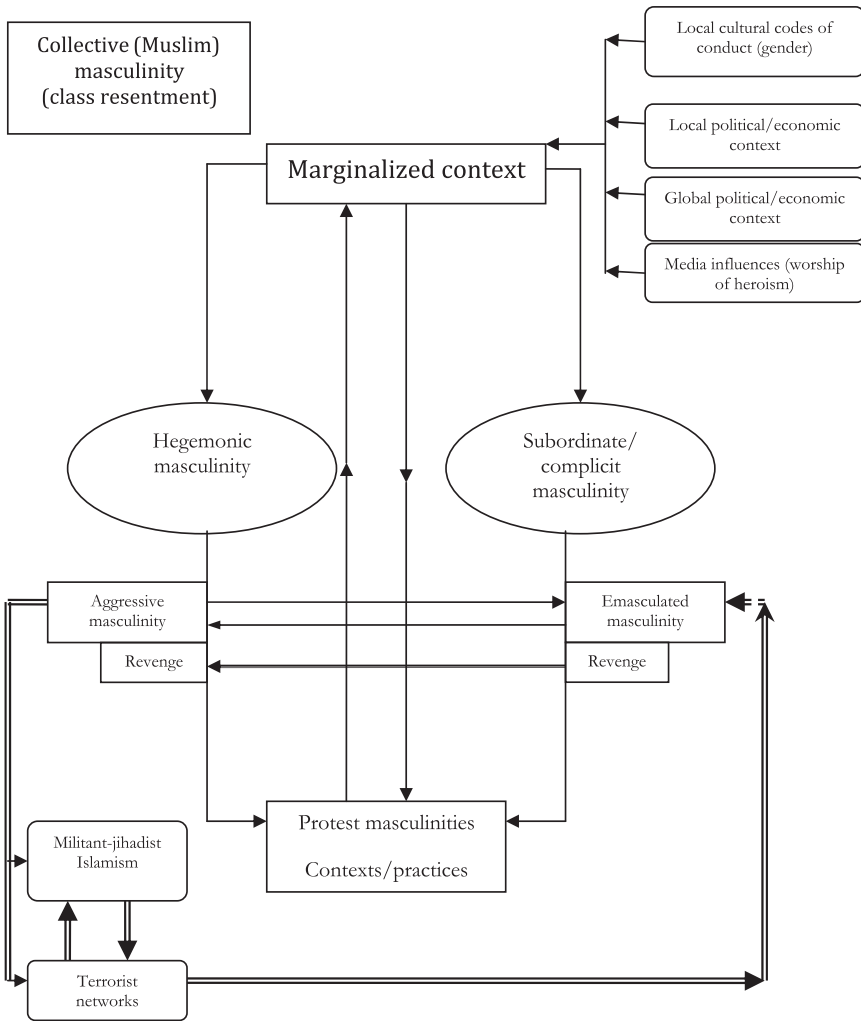 Collective (Muslim)
masculinity
(class resentment)
Local cultural codes of
conduct (gender)
Local political/economic
context
Global political/economic
context
Media influences (worship
of heroism)
Marginalized context
Hegemonic
masculinity
Subordinate/
complicit
masculinity
Aggressive
masculinity
Emasculated
masculinity
Revenge
Revenge
Protest masculinities
Contexts/practices
Militant-jihadist
Islamism
Terrorist
networks